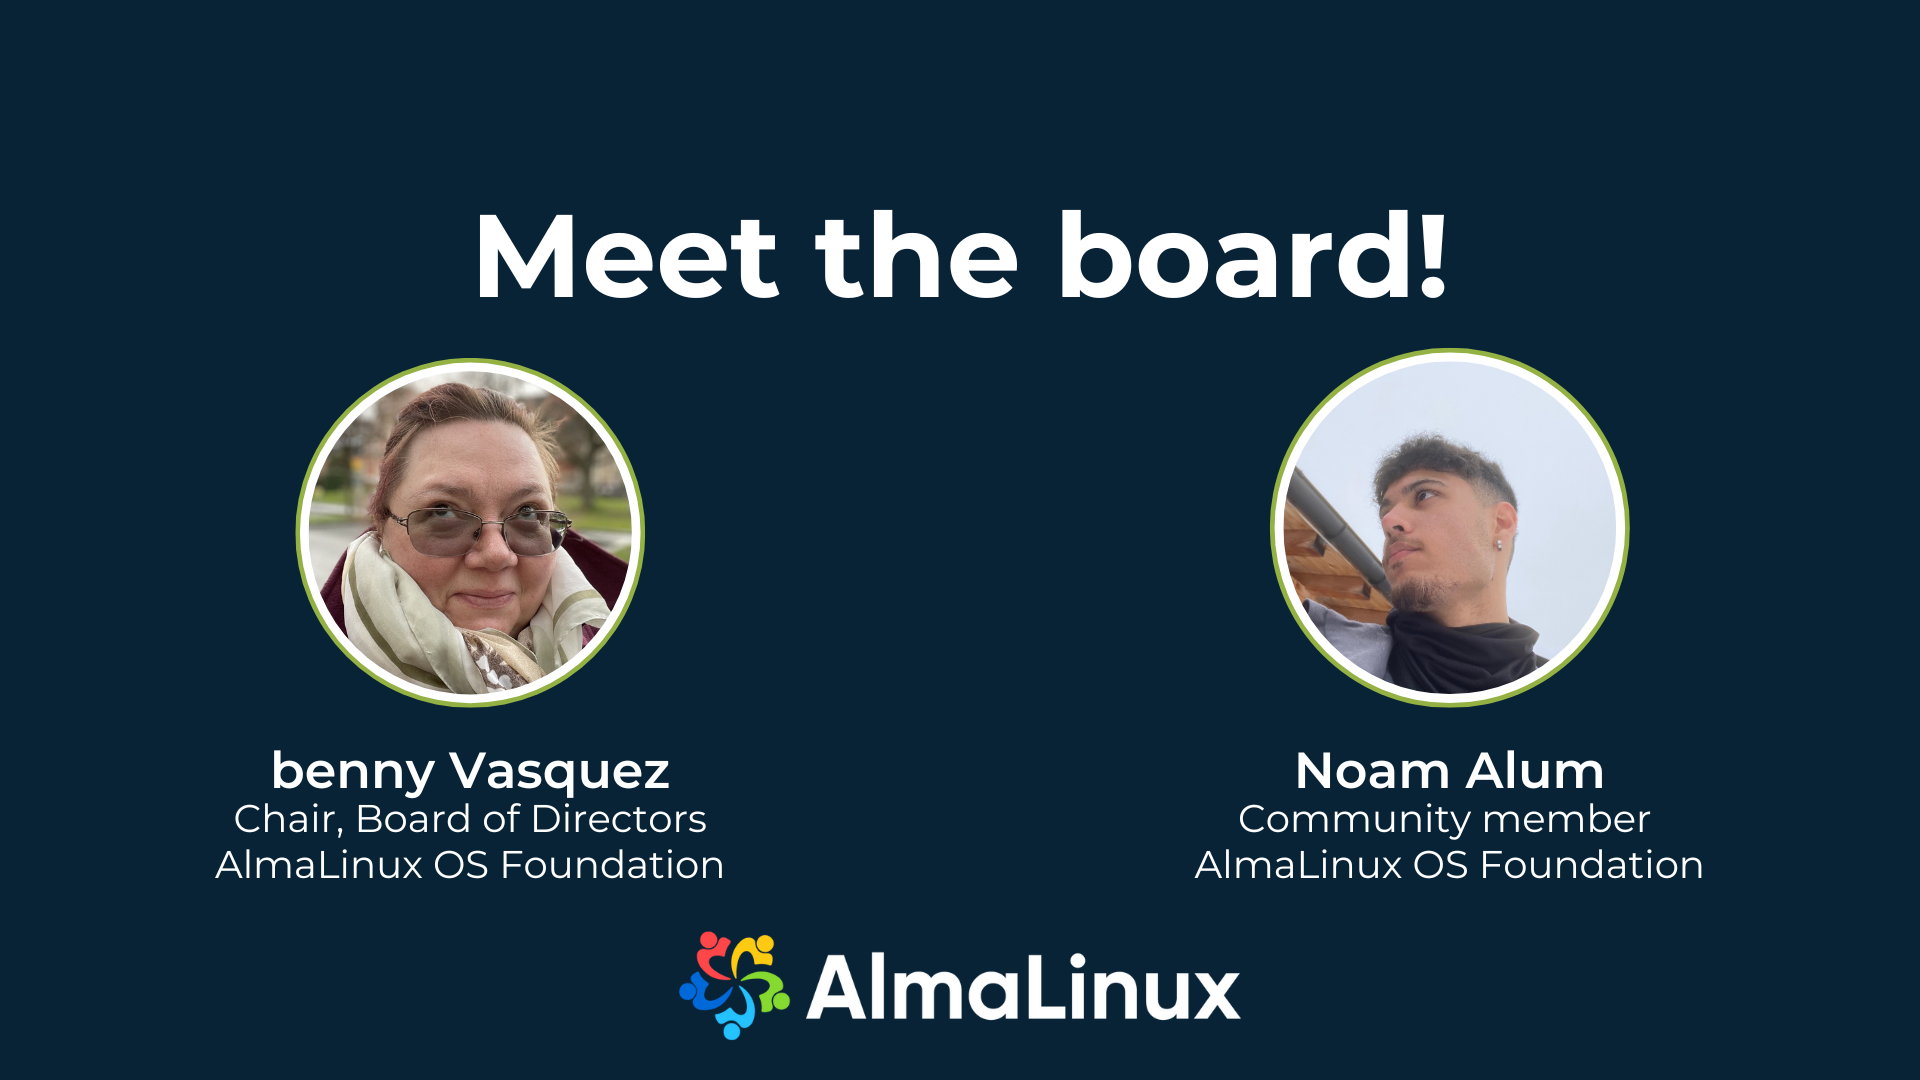 Meet the board!
benny Vasquez
Chair, Board of Directors
AlmaLinux OS Foundation
Noam Alum
Community member
AlmaLinux OS Foundation
AlmaLinux